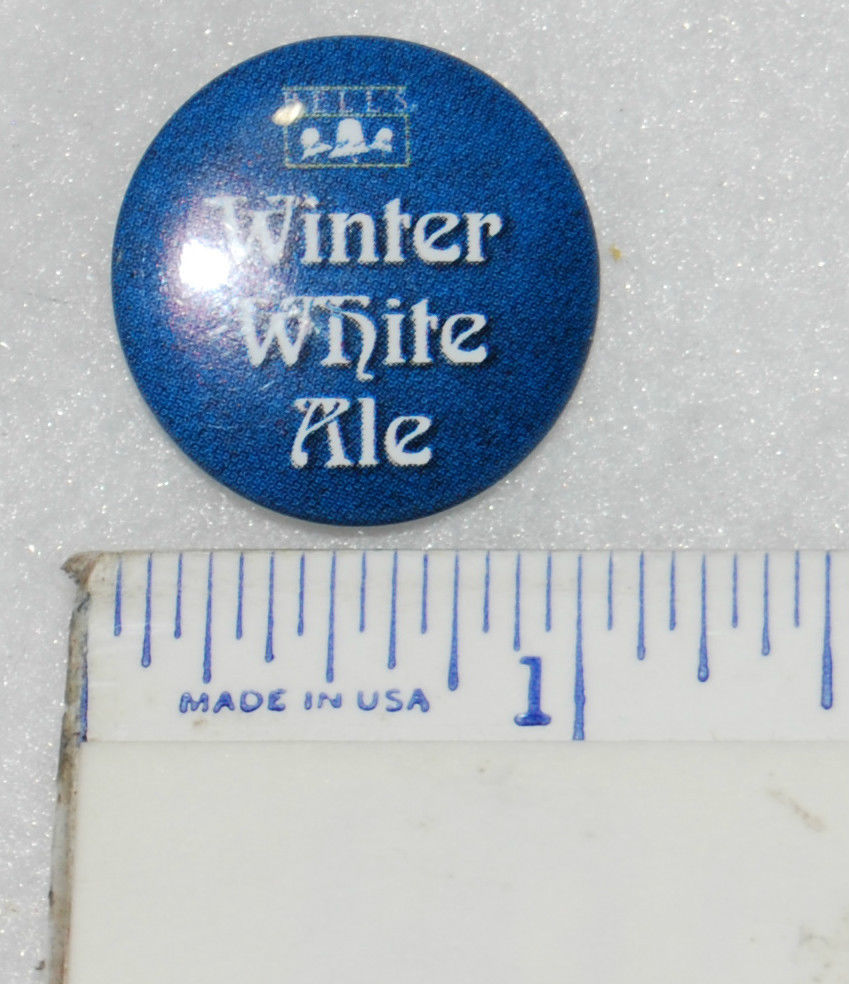 BELL'S
Winter
White
Ale
1
MADE IN USA